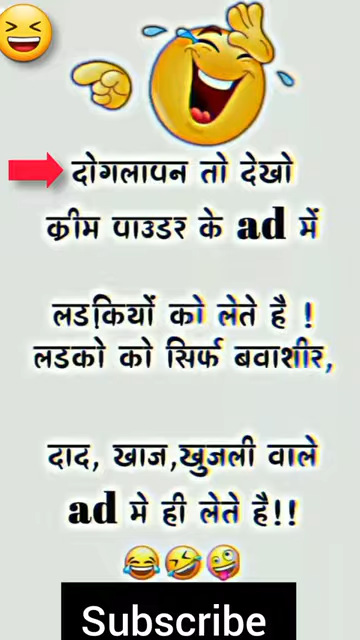 दोगलापन तो देखो
क्रीम पाउडर के ad में
लडकियों को लेते है !
लडको को सिर्फ बवाशीर,
दाद, खाज,खुजली वाले
ad मे ही लेते है!!
Subscribe